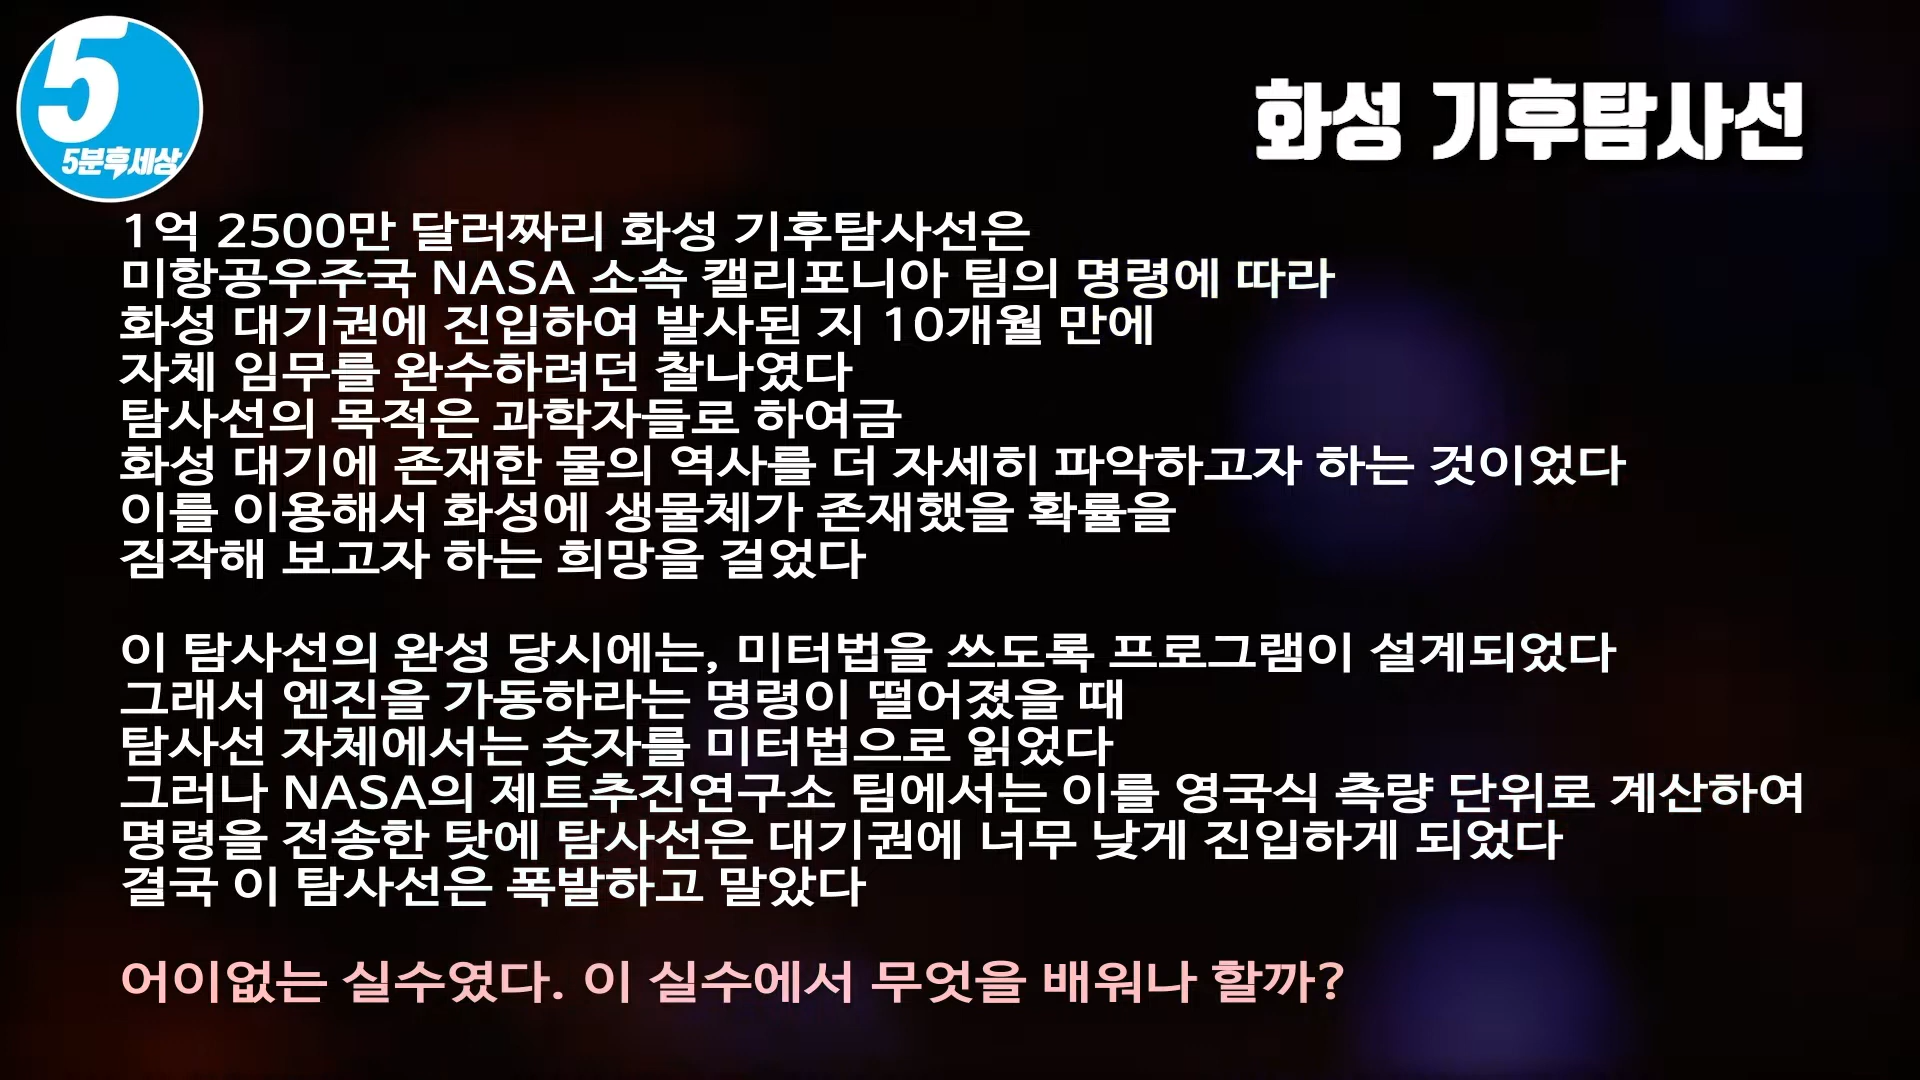 5
5분후세상
화성 기후탐사선
1억 2500만 달러짜리 화성 기후탐사선은
미항공우주국 NASA 소속 캘리포니아 팀의 명령에 따라
화성 대기권에 진입하여 발사된 지 10개월 만에
자체 임무를 완수하려던 찰나였다
탐사선의 목적은 과학자들로 하여금
화성 대기에 존재한 물의 역사를 더 자세히 파악하고자 하는 것이었다
이를 이용해서 화성에 생물체가 존재했을 확률을
짐작해 보고자 하는 희망을 걸었다
이 탐사선의 완성 당시에는, 미터법을 쓰도록 프로그램이 설계되었다
그래서 엔진을 가동하라는 명령이 떨어졌을 때
탐사선 자체에서는 숫자를 미터법으로 읽었다
그러나 NASA의 제트추진연구소 팀에서는 이를 영국식 측량 단위로 계산하여
명령을 전송한 탓에 탐사선은 대기권에 너무 낮게 진입하게 되었다
결국 이 탐사선은 폭발하고 말았다
어이없는 실수였다. 이 실수에서 무엇을 배워나 할까?